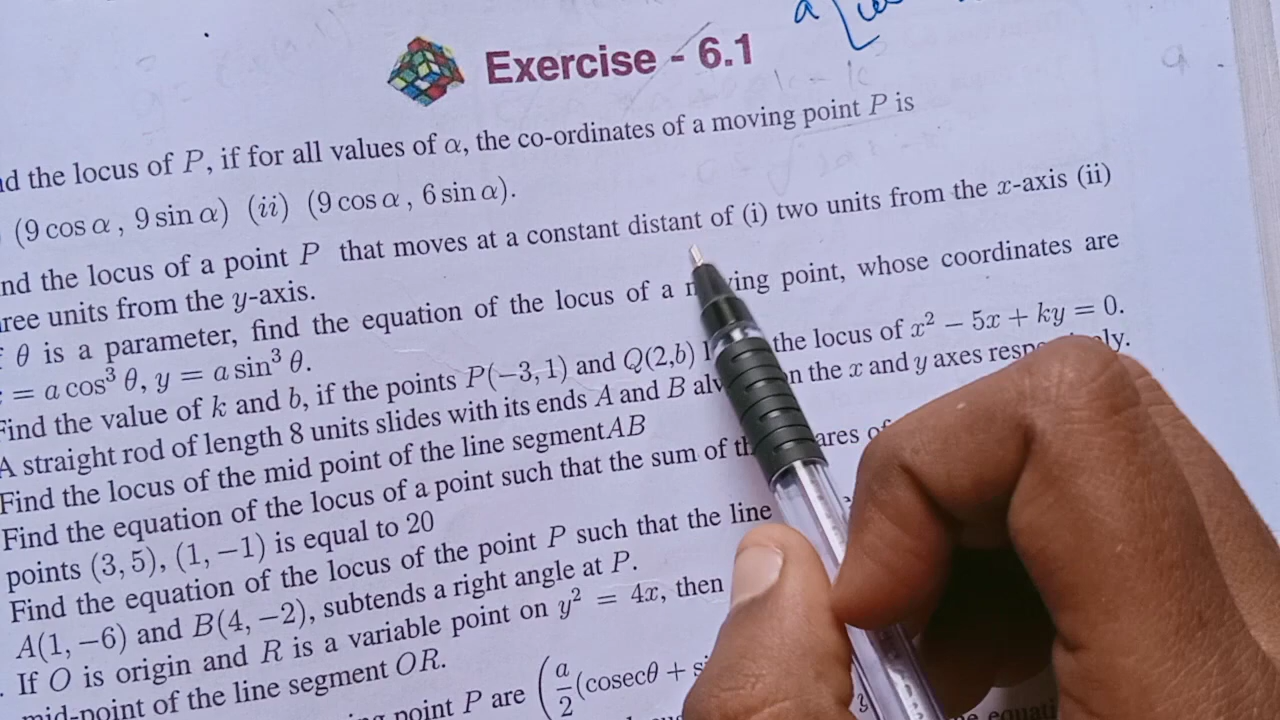 a
Exercise - 6.1
the locus of P, if for all values of α, the co-ordinates of a moving point P is
(9 cos α , 9 sin α) (ii) (9 cos α , 6 sin α).
the locus of a point P that moves at a constant distant of (i) two units from the x-axis (ii)
units from the y-axis.
θ is a parameter, find the equation of the locus of a moving point, whose coordinates are
= a cos³ θ, y = a sin³ θ.
Find the value of k and b, if the points P(−3, 1) and Q(2,b) the locus of x² − 5x + ky = 0.
A straight rod of length 8 units slides with its ends A and B on the x and y axes
Find the locus of the mid point of the line segment AB
Find the equation of the locus of a point such that the sum of
points (3, 5), (1, −1) is equal to 20
Find the equation of the locus of the point P such that the line
A(1, −6) and B(4, −2), subtends a right angle at P.
. If O is origin and R is a variable point on y² = 4x, then
mid-point of the line segment OR.
point P are (a/2 (cosecθ +